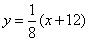 y = 1/8 (x + 12)